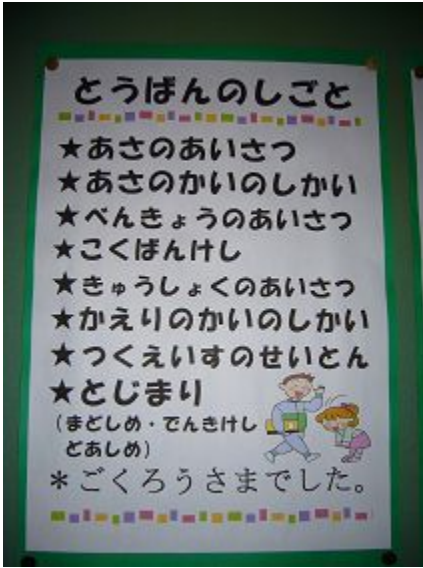 とうばんのしごと
★あさのあいさつ
★あさのかいのしかい
★べんきょうのあいさつ
★こくばんけし
★きゅうしょくのあいさつ
★かえりのかいのしかい
★つくえいすのせいとん
★とじまり
(まどしめ・でんきけし
どあしめ)
＊ごくろうさまでした。